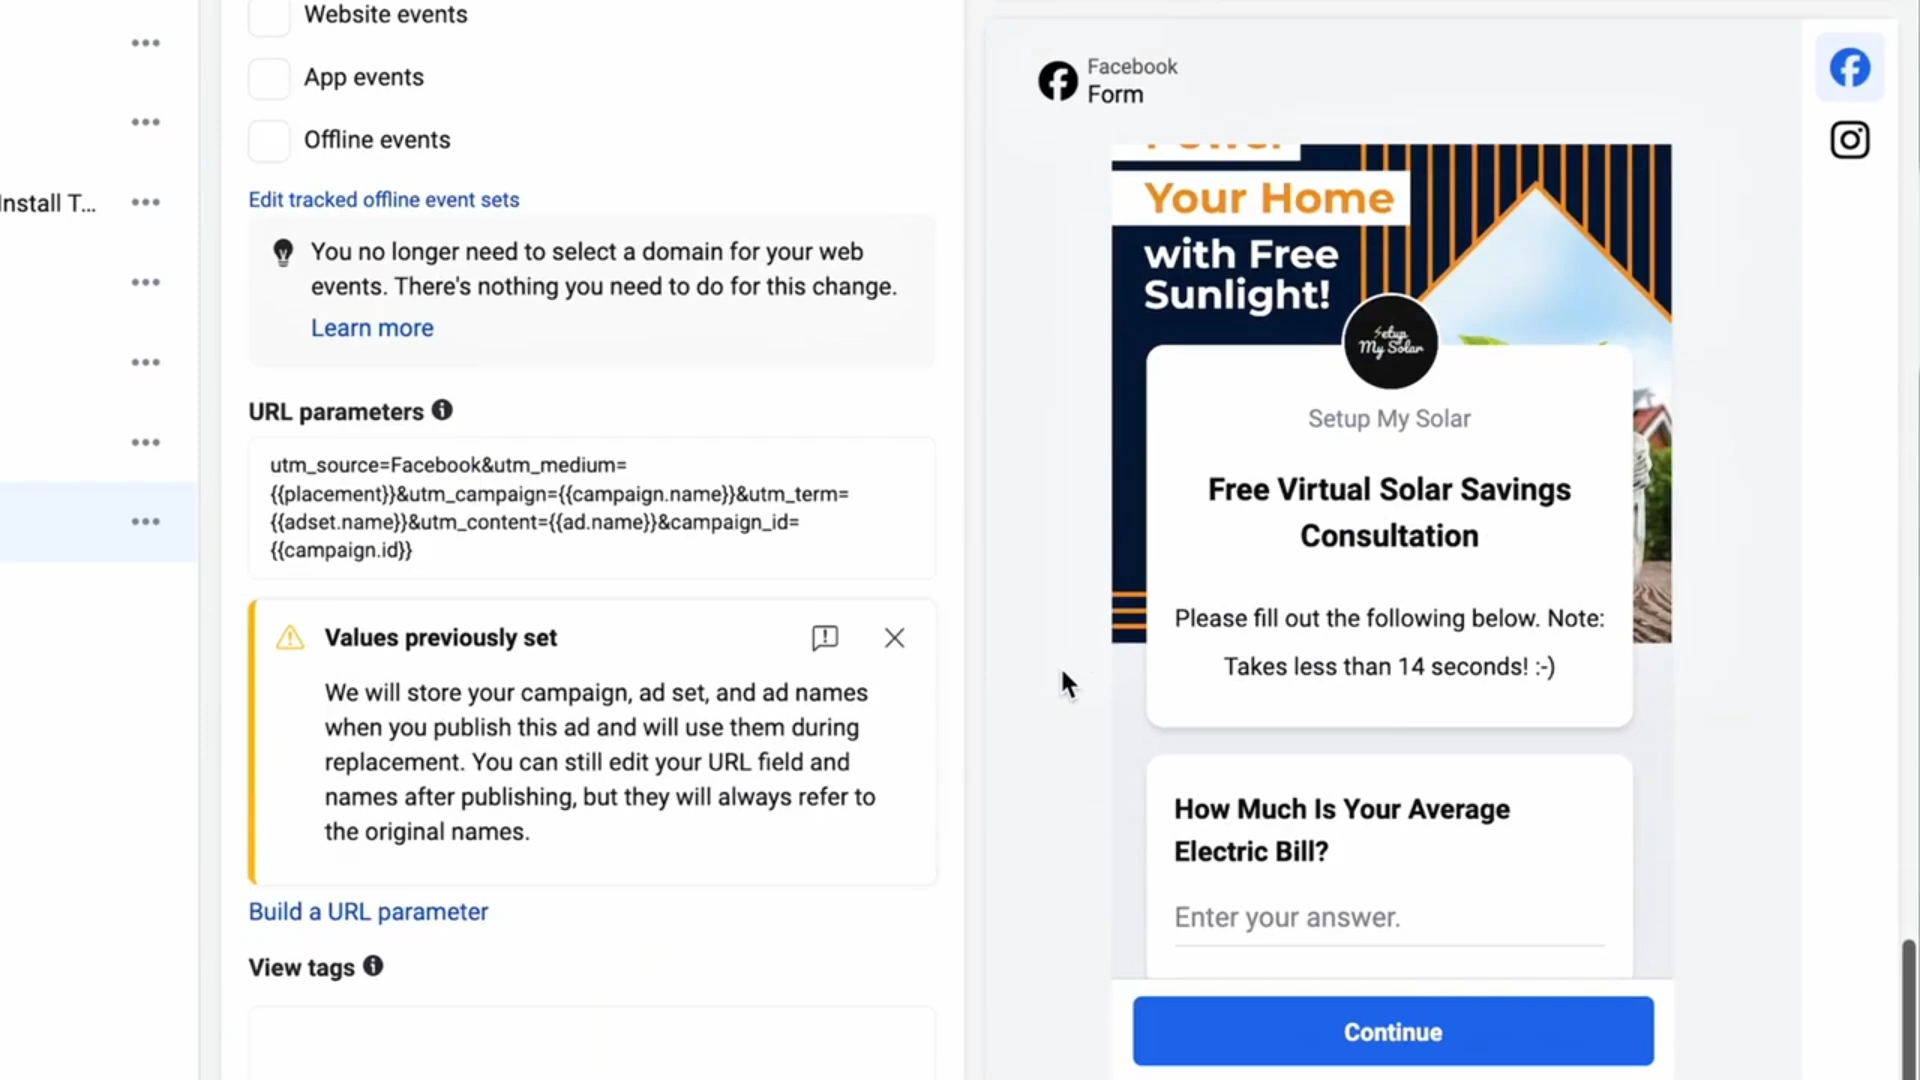 Website events
App events
Offline events
Edit tracked offline event sets
Install T...
You no longer need to select a domain for your web
events. There's nothing you need to do for this change.
Learn more
URL parameters
utm_source=Facebook&utm_medium=
{{placement}}&utm_campaign={{campaign.name}}&utm_term=
{{adset.name}}&utm_content={{ad.name}}&campaign_id=
{{campaign.id}}
Values previously set
We will store your campaign, ad set, and ad names
when you publish this ad and will use them during
replacement. You can still edit your URL field and
names after publishing, but they will always refer to
the original names.
Build a URL parameter
View tags
Facebook
Form
Power
Your Home
with Free
Sunlight!
Setup
My Solar
Setup My Solar
Free Virtual Solar Savings
Consultation
Please fill out the following below. Note:
Takes less than 14 seconds! :-)
How Much Is Your Average
Electric Bill?
Enter your answer.
Continue